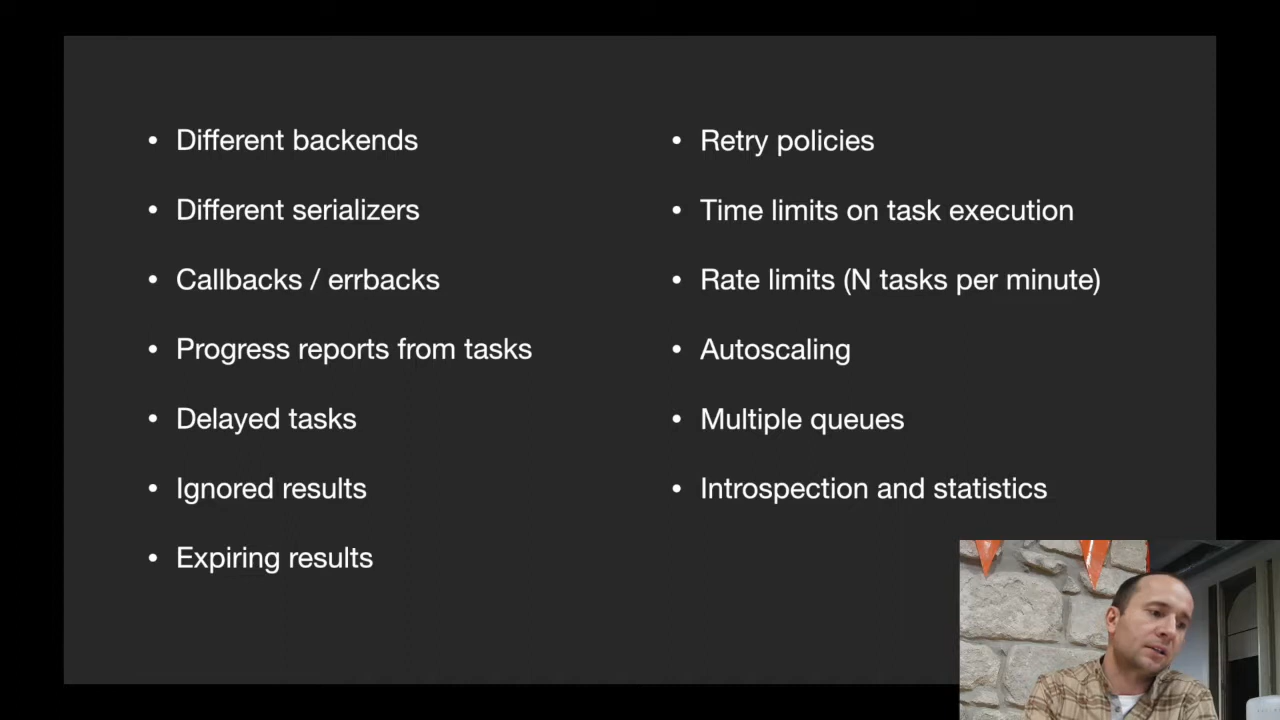 Different backends
Different serializers
Callbacks / errbacks
Progress reports from tasks
Delayed tasks
Ignored results
Expiring results
Retry policies
Time limits on task execution
Rate limits (N tasks per minute)
Autoscaling
Multiple queues
Introspection and statistics